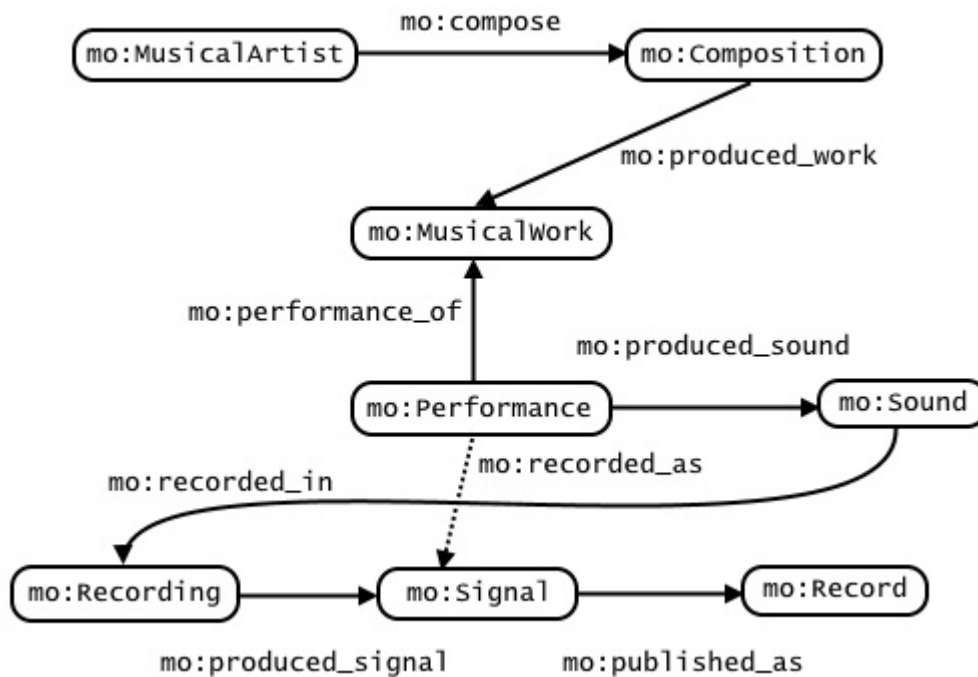 mo:compose
mo:MusicalArtist
mo:Composition
mo:produced_work
mo:MusicalWork
mo:performance_of
mo:produced_sound
mo:Performance
mo:Sound
mo:recorded_as
mo:recorded_in
mo:Recording
mo:Signal
mo:Record
mo:produced_signal
mo:published_as